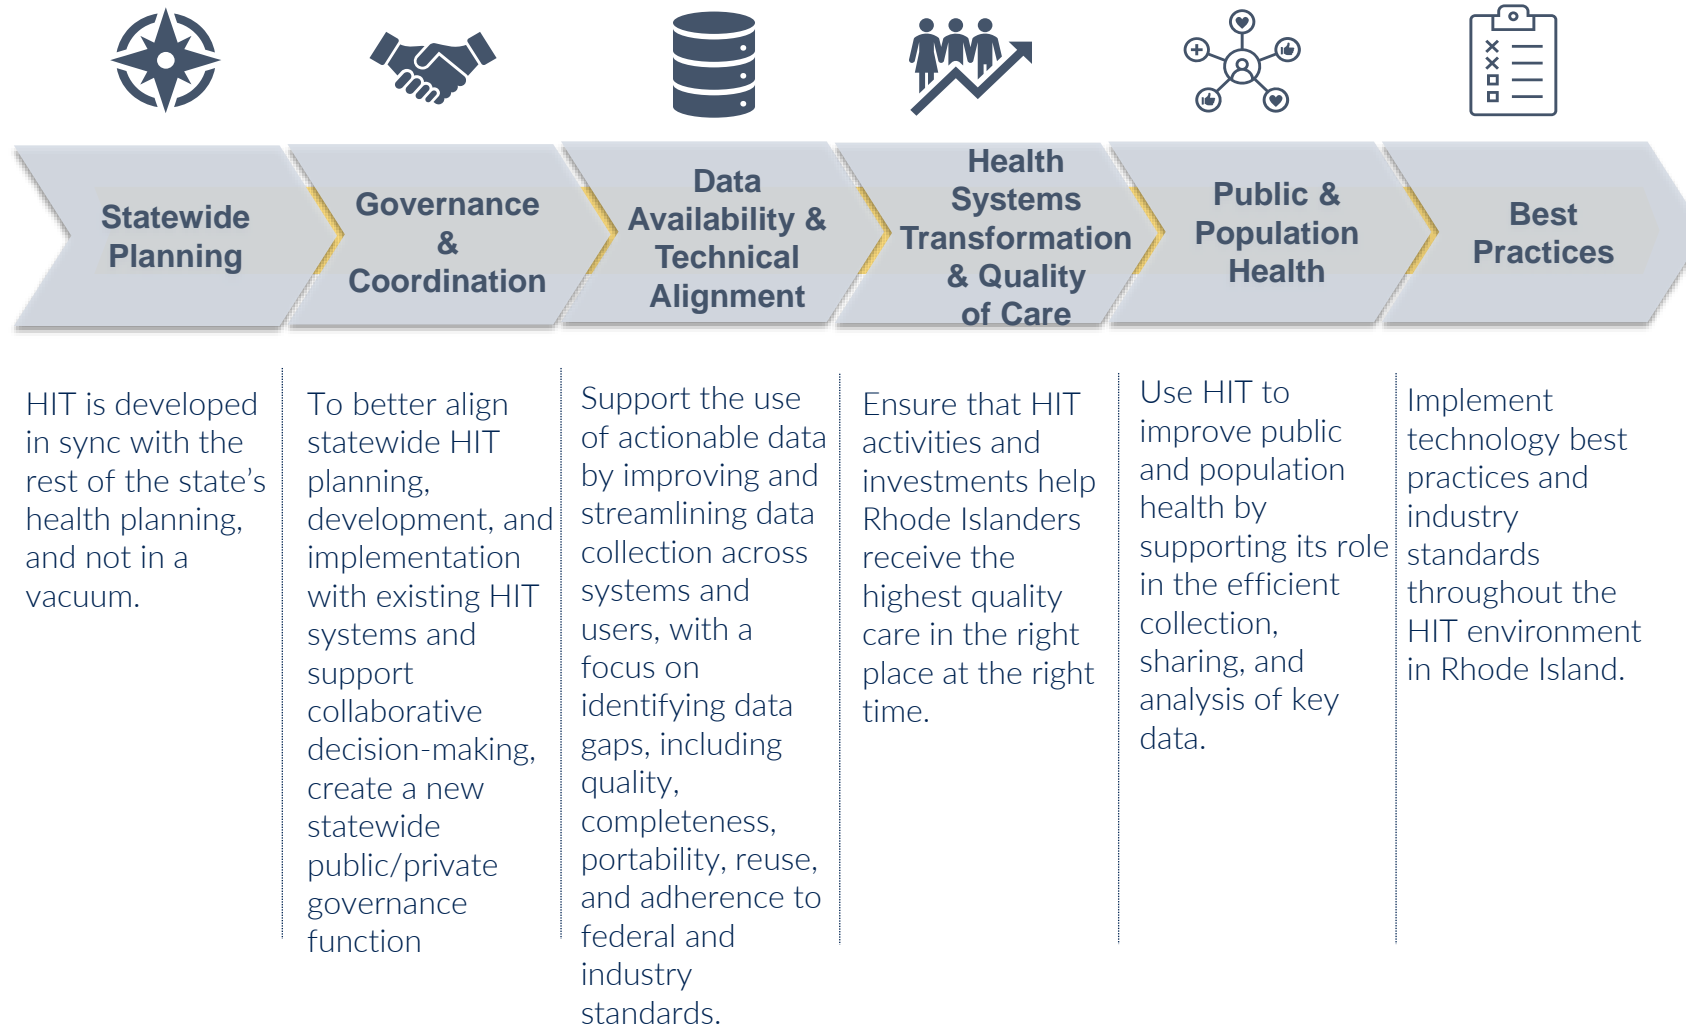 Statewide
Planning
Governance
&
Coordination
Data
Availability &
Technical
Alignment
Health
Systems
Transformation
& Quality
of Care
Public &
Population
Health
Best
Practices
HIT is developed
in sync with the
rest of the state’s
health planning,
and not in a
vacuum.
To better align
statewide HIT
planning,
development, and
implementation
with existing HIT
systems and
support
collaborative
decision-making,
create a new
statewide
public/private
governance
function
Support the use
of actionable data
by improving and
streamlining data
collection across
systems and
users, with a
focus on
identifying data
gaps, including
quality,
completeness,
portability, reuse,
and adherence to
federal and
industry
standards.
Ensure that HIT
activities and
investments help
Rhode Islanders
receive the
highest quality
care in the right
place at the right
time.
Use HIT to
improve public
and population
health by
supporting its role
in the efficient
collection,
sharing, and
analysis of key
data.
Implement
technology best
practices and
industry
standards
throughout the
HIT environment
in Rhode Island.